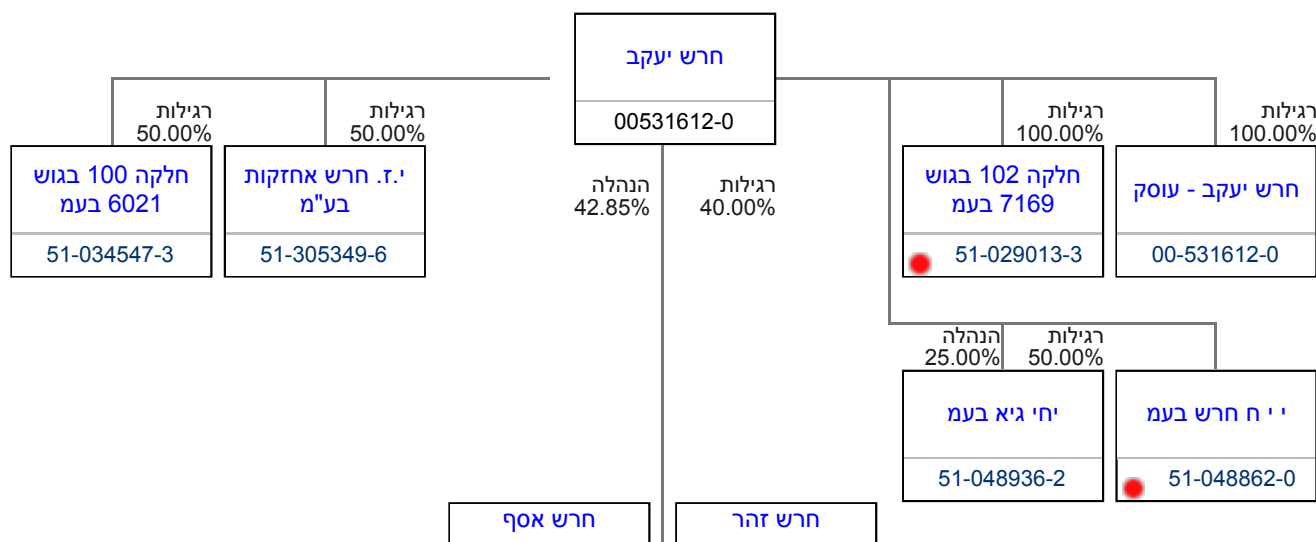 חרש יעקב
00531612-0
רגילות
100.00%
חרש יעקב - עוסק
00-531612-0
רגילות
100.00%
חלקה 102 בגוש
7169 בעמ
51-029013-3
רגילות
40.00%
הנהלה
42.85%
רגילות
50.00%
י.ז. חרש אחזקות
בע"מ
51-305349-6
רגילות
50.00%
חלקה 100 בגוש
6021 בעמ
51-034547-3
י י ח חרש בעמ
51-048862-0
רגילות
50.00%
הנהלה
25.00%
יחי גיא בעמ
51-048936-2
חרש זהר
חרש אסף